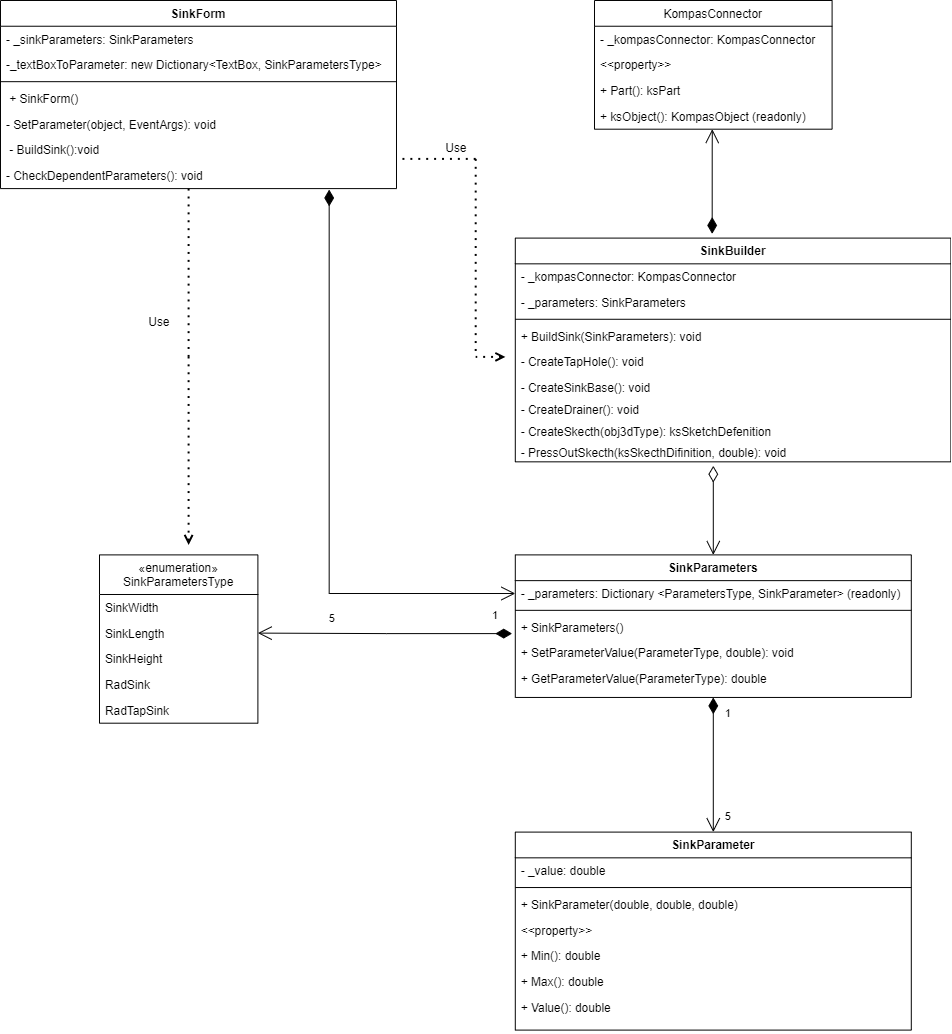 SinkForm
- _sinkParameters: SinkParameters
-_textBoxToParameter: new Dictionary<TextBox, SinkParametersType>
+ SinkForm()
- SetParameter(object, EventArgs): void
- BuildSink():void
- CheckDependentParameters(): void
KompasConnector
- _kompasConnector: KompasConnector
<<property>>
+ Part(): ksPart
+ ksObject(): KompasObject (readonly)
Use
Use
SinkBuilder
- _kompasConnector: KompasConnector
- _parameters: SinkParameters
+ BuildSink(SinkParameters): void
- CreateTapHole(): void
- CreateSinkBase(): void
- CreateDrainer(): void
- CreateSkecth(obj3dType): ksSketchDefenition
- PressOutSkecth(ksSkecthDifinition, double): void
«enumeration»
SinkParametersType
SinkWidth
SinkLength
SinkHeight
RadSink
RadTapSink
5
1
SinkParameters
- _parameters: Dictionary <ParametersType, SinkParameter> (readonly)
+ SinkParameters()
+ SetParameterValue(ParameterType, double): void
+ GetParameterValue(ParameterType): double
1
5
SinkParameter
- _value: double
+ SinkParameter(double, double, double)
<<property>>
+ Min(): double
+ Max(): double
+ Value(): double